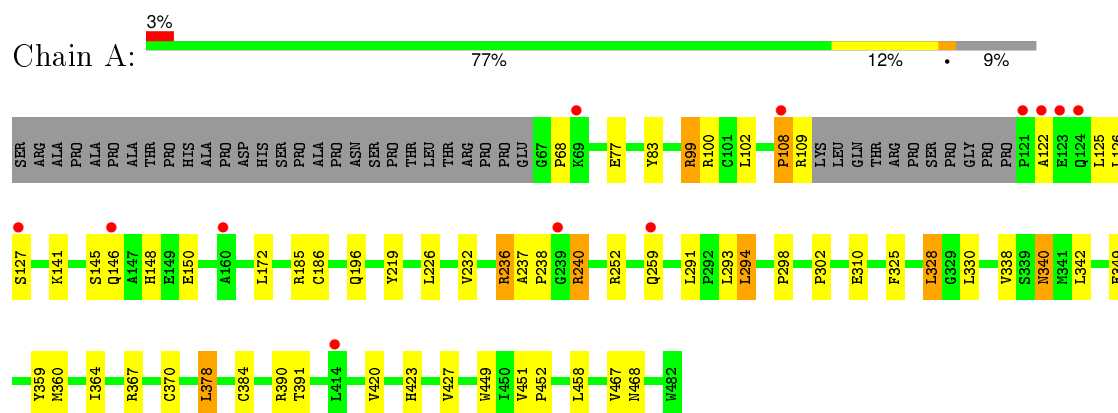 3%
Chain A:
77% 12% • 9%
SER ARG ALA PRO ALA PRO ALA THR PRO HIS ALA PRO ASP HIS SER PRO ALA PRO ASN SER PRO THR LEU THR ARG PRO PRO GLU G67 P68 K69 E77 Y83 R99 R100 C101 L102 P108 R109 LYS LEU GLN THR ARG PRO SER PRO GLY PRO PRO P121 A122 E123 Q124 L125 L126
S127 K141 S145 Q146 A147 H148 E149 E150 A160 L172 R185 C186 Q196 Y219 L226 V232 R236 A237 P238 G239 R240 R252 Q259 L291 P292 L293 L294 P298 P302 E310 F325 L328 G329 L330 V338 S339 N340 M341 L342
Y359 M360 I364 R367 C370 L378 C384 R390 T391 L414 V420 H423 V427 W449 I450 V451 P452 L458 V467 N468 W482